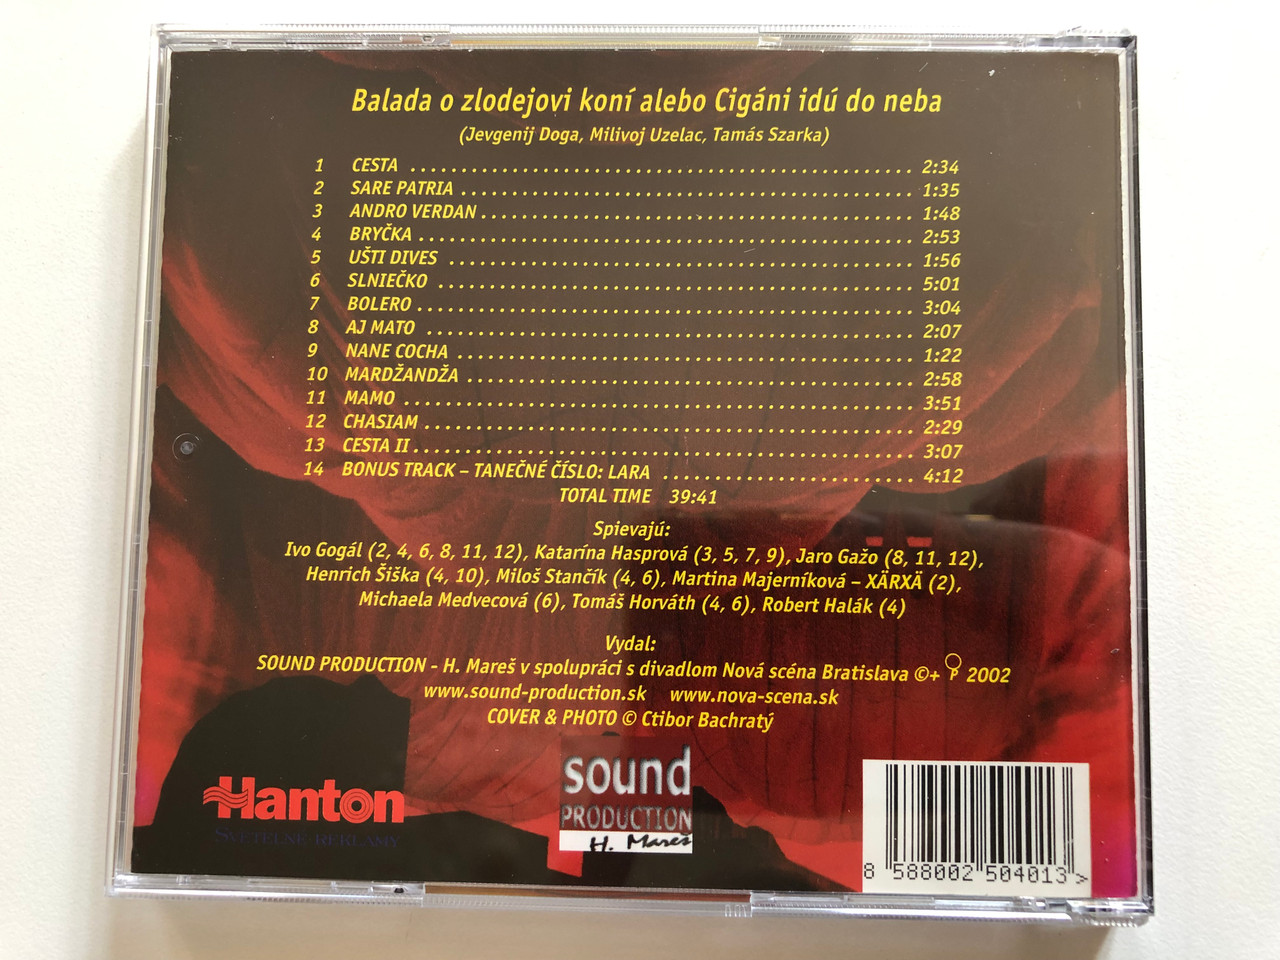 Balada o zlodejovi koní alebo Cigáni idú do neba
(Jevgenij Doga, Milivoj Uzelac, Tamás Szarka)
1 CESTA ........ 2:34
2 SARE PATRIA ........ 1:35
3 ANDRO VERDAN ........ 1:48
4 BRYČKA ........ 2:53
5 UŠTI DIVES ........ 1:56
6 SLNIEČKO ........ 5:01
7 BOLERO ........ 3:04
8 AJ MATO ........ 2:07
9 NANE COCHA ........ 1:22
10 MARDŽANDŽA ........ 2:58
11 MAMO ........ 3:51
12 CHASIAM ........ 2:29
13 CESTA II ........ 3:07
14 BONUS TRACK – TANEČNÉ ČÍSLO: LARA ........ 4:12
TOTAL TIME 39:41
Spievajú:
Ivo Gogál (2, 4, 6, 8, 11, 12), Katarína Hasprová (3, 5, 7, 9), Jaro Gažo (8, 11, 12),
Henrich Šiška (4, 10), Miloš Stančík (4, 6), Martina Majerníková – XÄRXÄ (2),
Michaela Medvecová (6), Tomáš Horváth (4, 6), Robert Halák (4)
Vydal:
SOUND PRODUCTION - H. Mareš v spolupráci s divadlom Nová scéna Bratislava ©+ ℗ 2002
www.sound-production.sk www.nova-scena.sk
COVER & PHOTO © Ctibor Bachratý
Hanton
SVETELNÉ REKLAMY
sound
PRODUCTION
H. Mareš
8 588002 504013 >